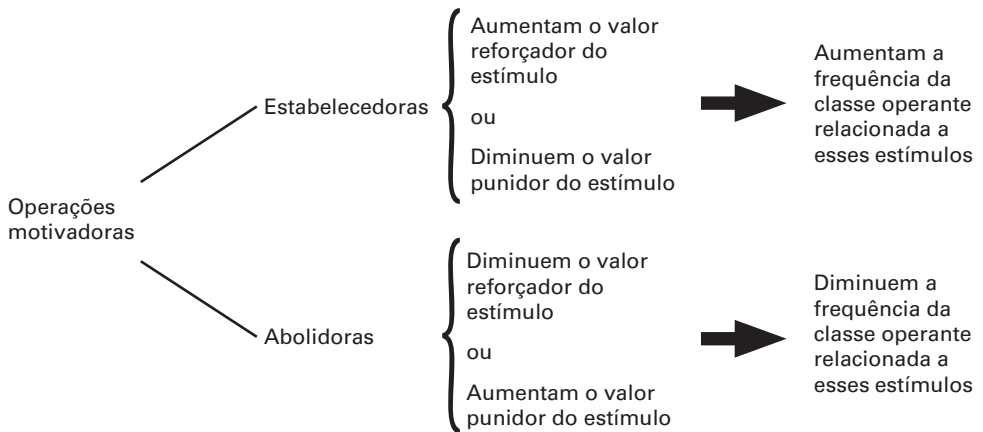 Operações
motivadoras
Estabelecedoras
Aumentam o valor
reforçador do
estímulo
ou
Diminuem o valor
punidor do estímulo
Aumentam a
frequência da
classe operante
relacionada a
esses estímulos
Abolidoras
Diminuem o valor
reforçador do
estímulo
ou
Aumentam o valor
punidor do estímulo
Diminuem a
frequência da
classe operante
relacionada a
esses estímulos